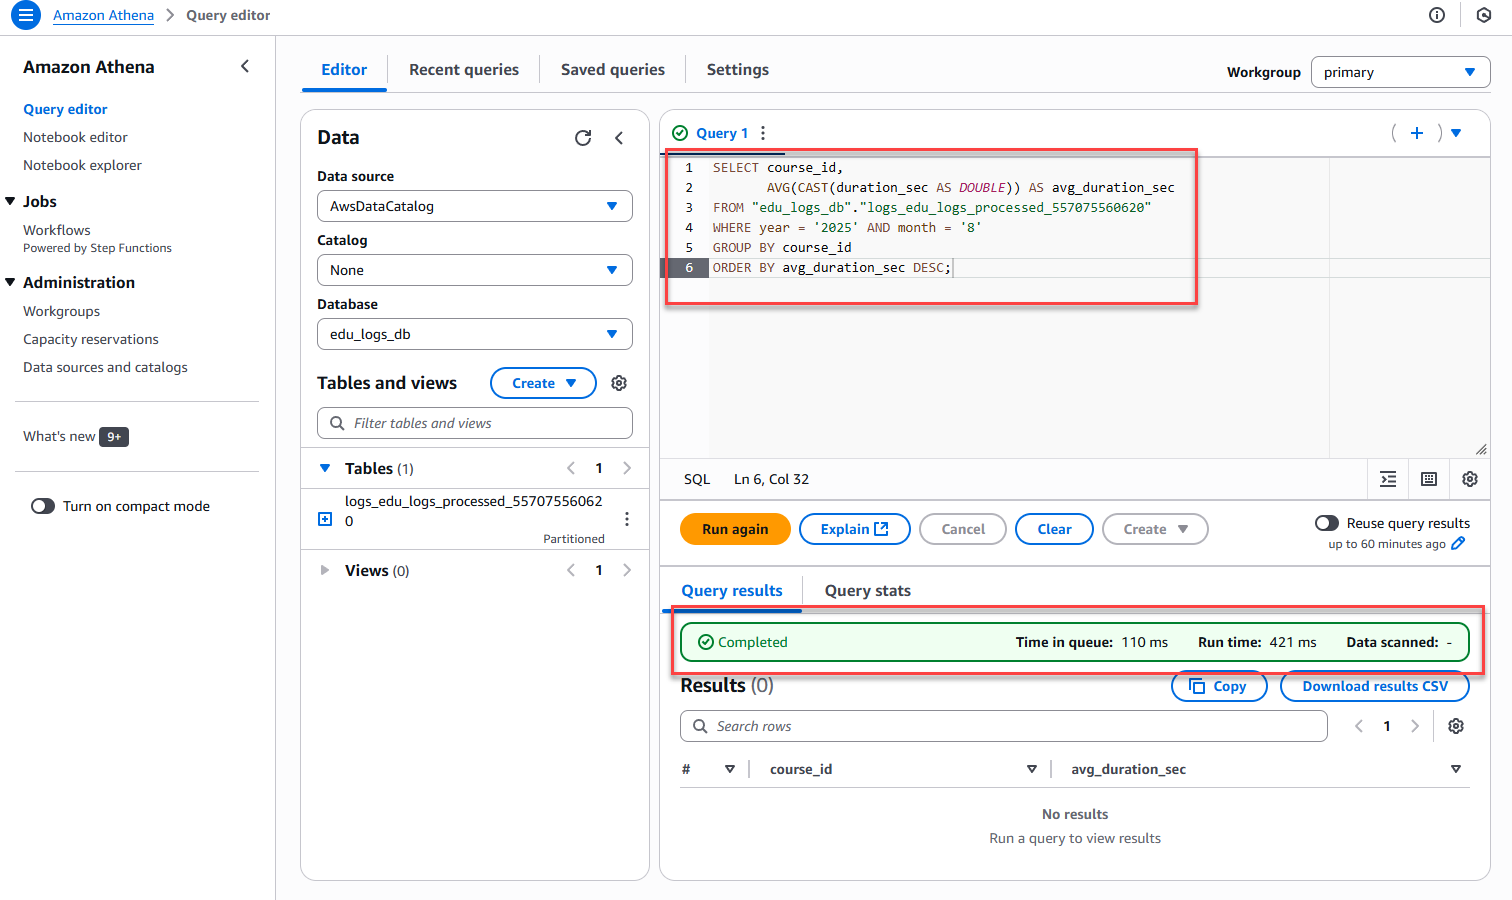 Amazon Athena > Query editor
Amazon Athena
Query editor
Notebook editor
Notebook explorer
Jobs
Workflows
Powered by Step Functions
Administration
Workgroups
Capacity reservations
Data sources and catalogs
What's new 9+
Turn on compact mode
Editor Recent queries Saved queries Settings
Workgroup primary
Data
Data source
AwsDataCatalog
Catalog
None
Database
edu_logs_db
Tables and views Create
Filter tables and views
Tables (1) < 1 >
logs_edu_logs_processed_55707556062
0
Partitioned
Views (0) < 1 >
Query 1
1 SELECT course_id,
2 AVG(CAST(duration_sec AS DOUBLE)) AS avg_duration_sec
3 FROM "edu_logs_db"."logs_edu_logs_processed_557075560620"
4 WHERE year = '2025' AND month = '8'
5 GROUP BY course_id
6 ORDER BY avg_duration_sec DESC;
SQL Ln 6, Col 32
Run again Explain Cancel Clear Create
Reuse query results
up to 60 minutes ago
Query results Query stats
Completed Time in queue: 110 ms Run time: 421 ms Data scanned: -
Results (0) Copy Download results CSV
Search rows < 1 >
# course_id avg_duration_sec
No results
Run a query to view results